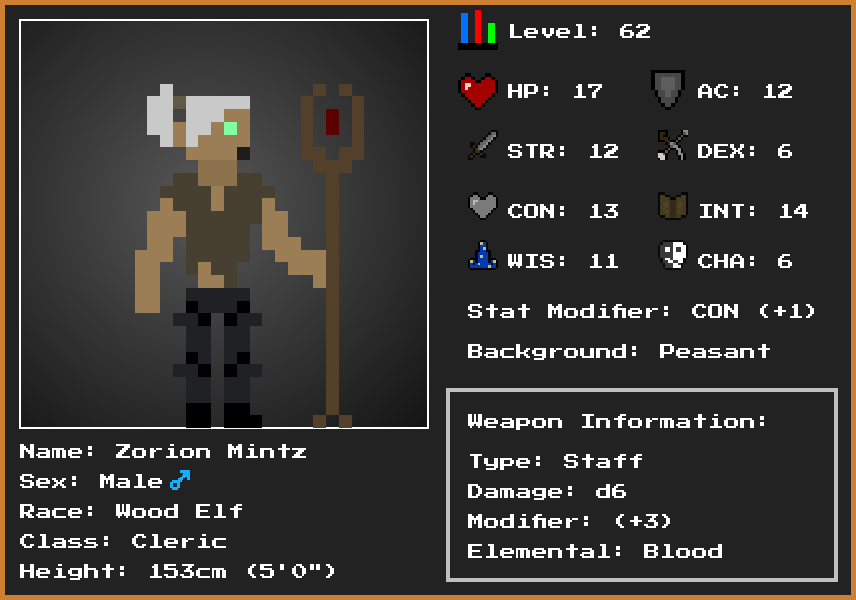 Level: 62
HP: 17
AC: 12
STR: 12
DEX: 6
CON: 13
INT: 14
WIS: 11
CHA: 6
Stat Modifier: CON (+1)
Background: Peasant
Weapon Information:
Type: Staff
Damage: d6
Modifier: (+3)
Elemental: Blood
Name: Zorion Mintz
Sex: Male♂
Race: Wood Elf
Class: Cleric
Height: 153cm (5'0")